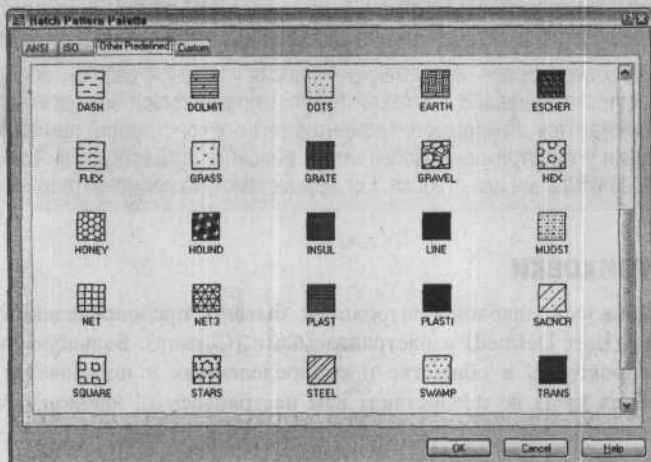 Hatch Pattern Palette
ANSI ISO Other Predefined Custom
DASH DOLMIT DOTS EARTH ESCHER
FLEX GRASS GRATE GRAVEL HEX
HONEY HOUND INSUL LINE MUDST
NET NET3 PLAST PLASTI SACNCR
SQUARE STARS STEEL SWAMP TRANS
OK Cancel Help